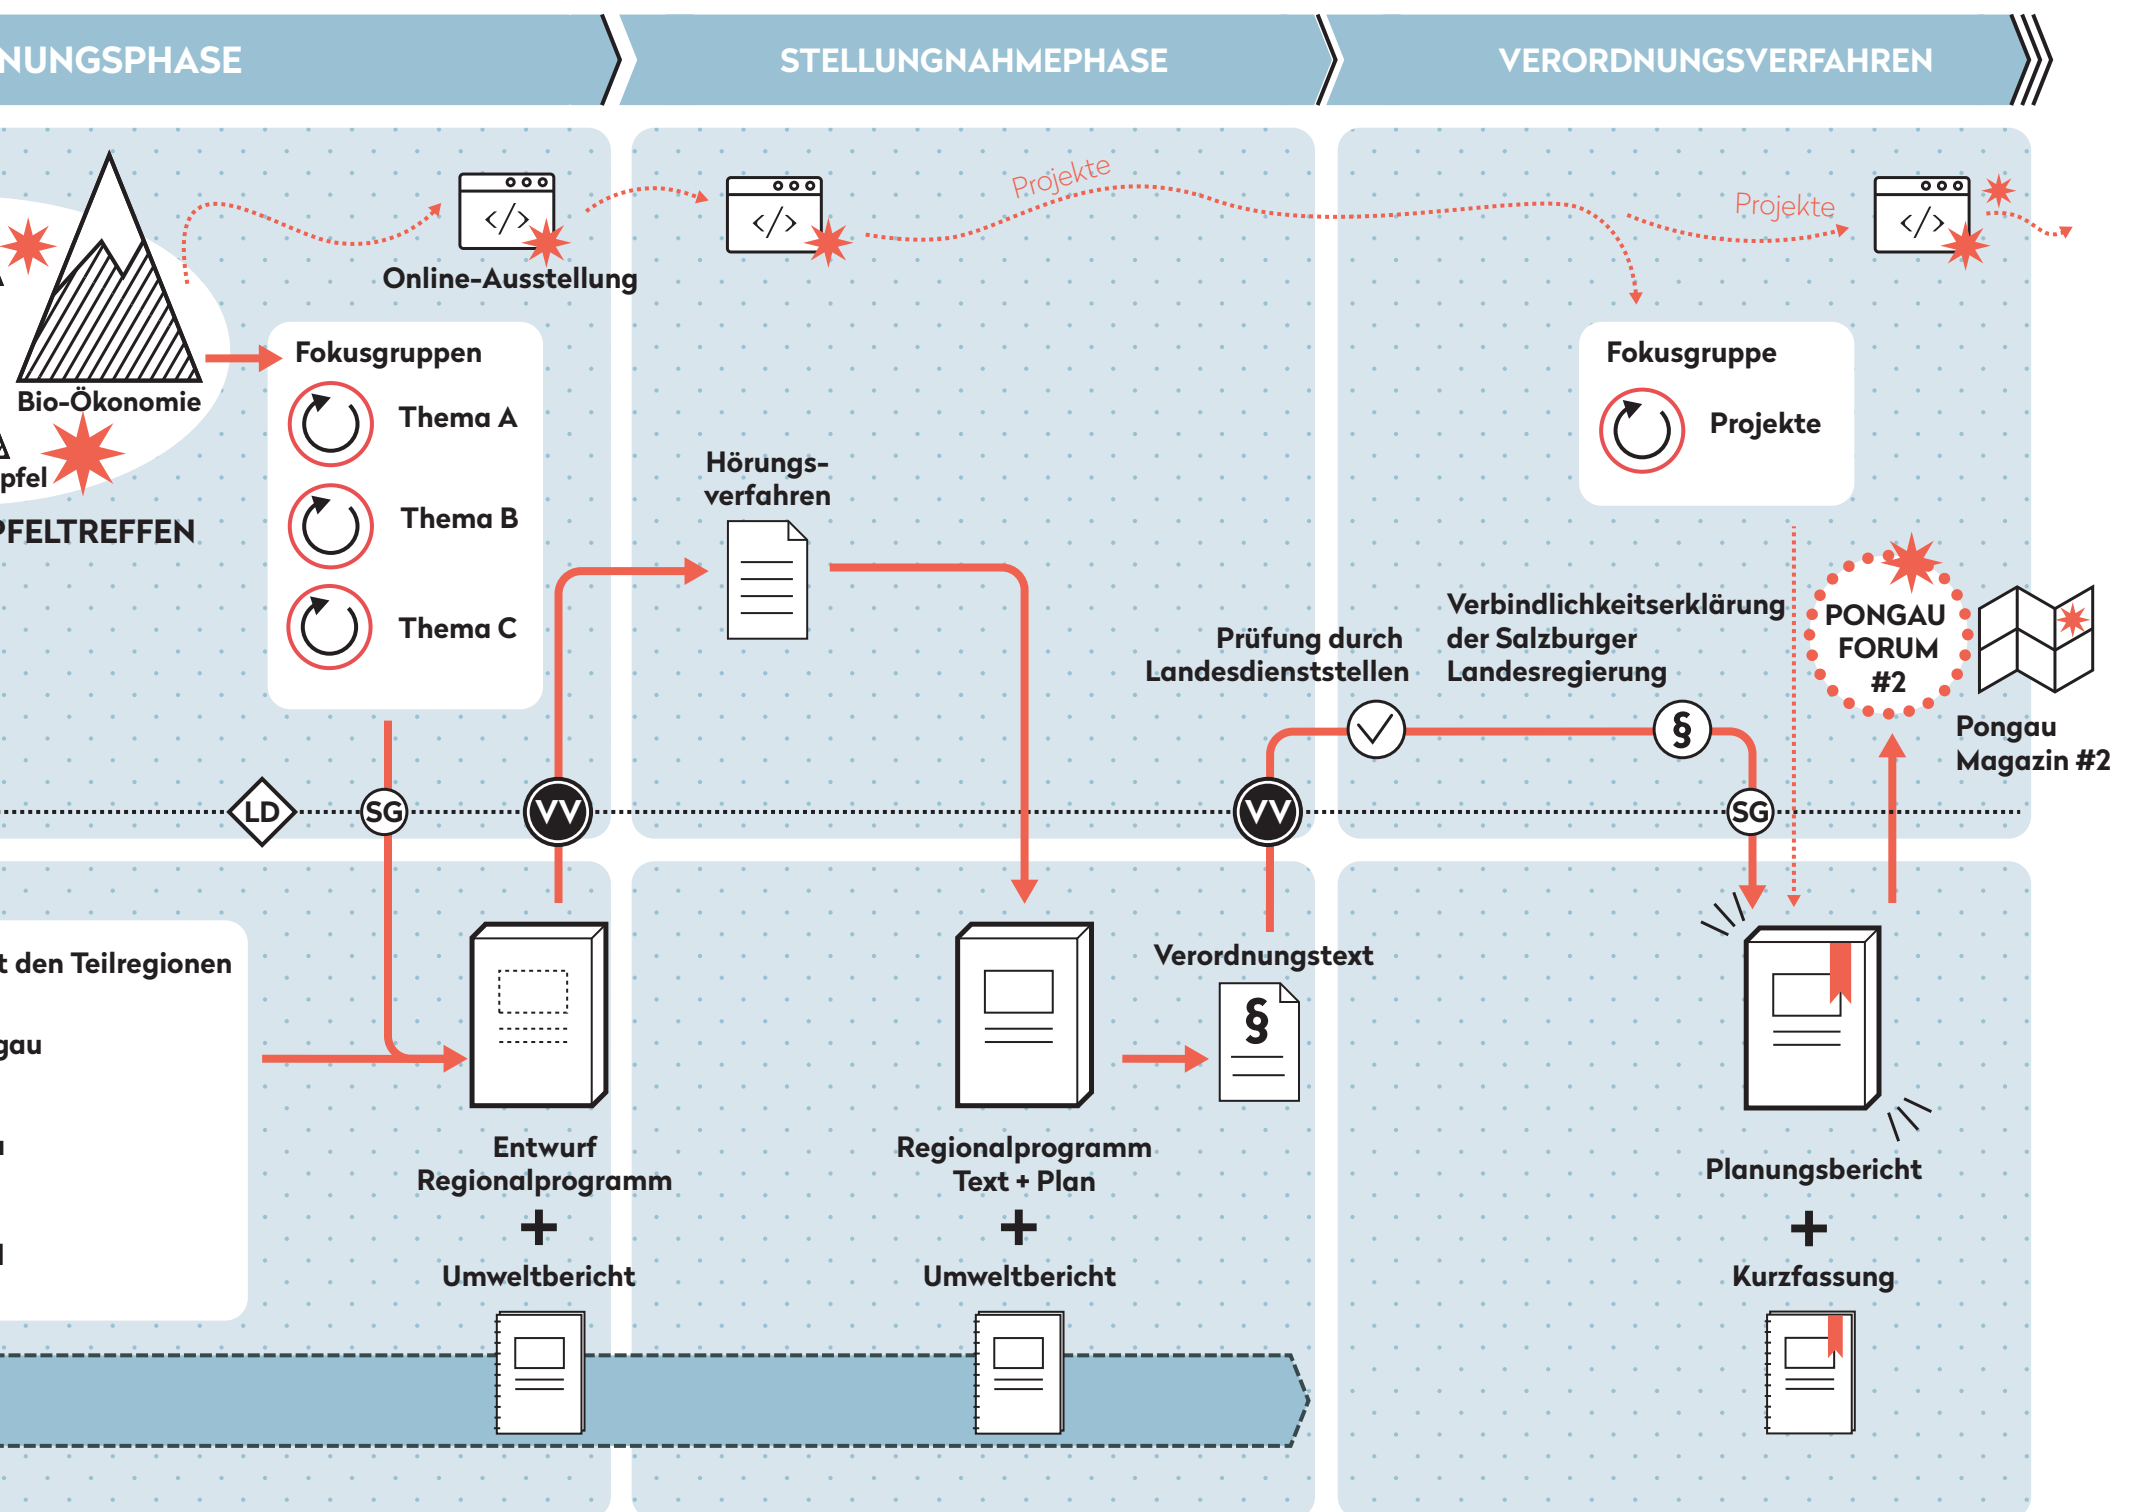 NUNGSPHASE
STELLUNGNAHMEPHASE
VERORDNUNGSVERFAHREN
Projekte
Projekte
</>
</>
</>
Online-Ausstellung
Bio-Ökonomie
pfel
PFELTREFFEN
Fokusgruppen
Thema A
Thema B
Thema C
Hörungs-
verfahren
Fokusgruppe
Projekte
Prüfung durch
Landesdienststellen
Verbindlichkeitserklärung
der Salzburger
Landesregierung
§
PONGAU
FORUM
#2
Pongau
Magazin #2
LD
SG
VV
VV
SG
t den Teilregionen
gau
Entwurf
Regionalprogramm
+
Umweltbericht
Regionalprogramm
Text + Plan
+
Umweltbericht
Verordnungstext
§
Planungsbericht
+
Kurzfassung